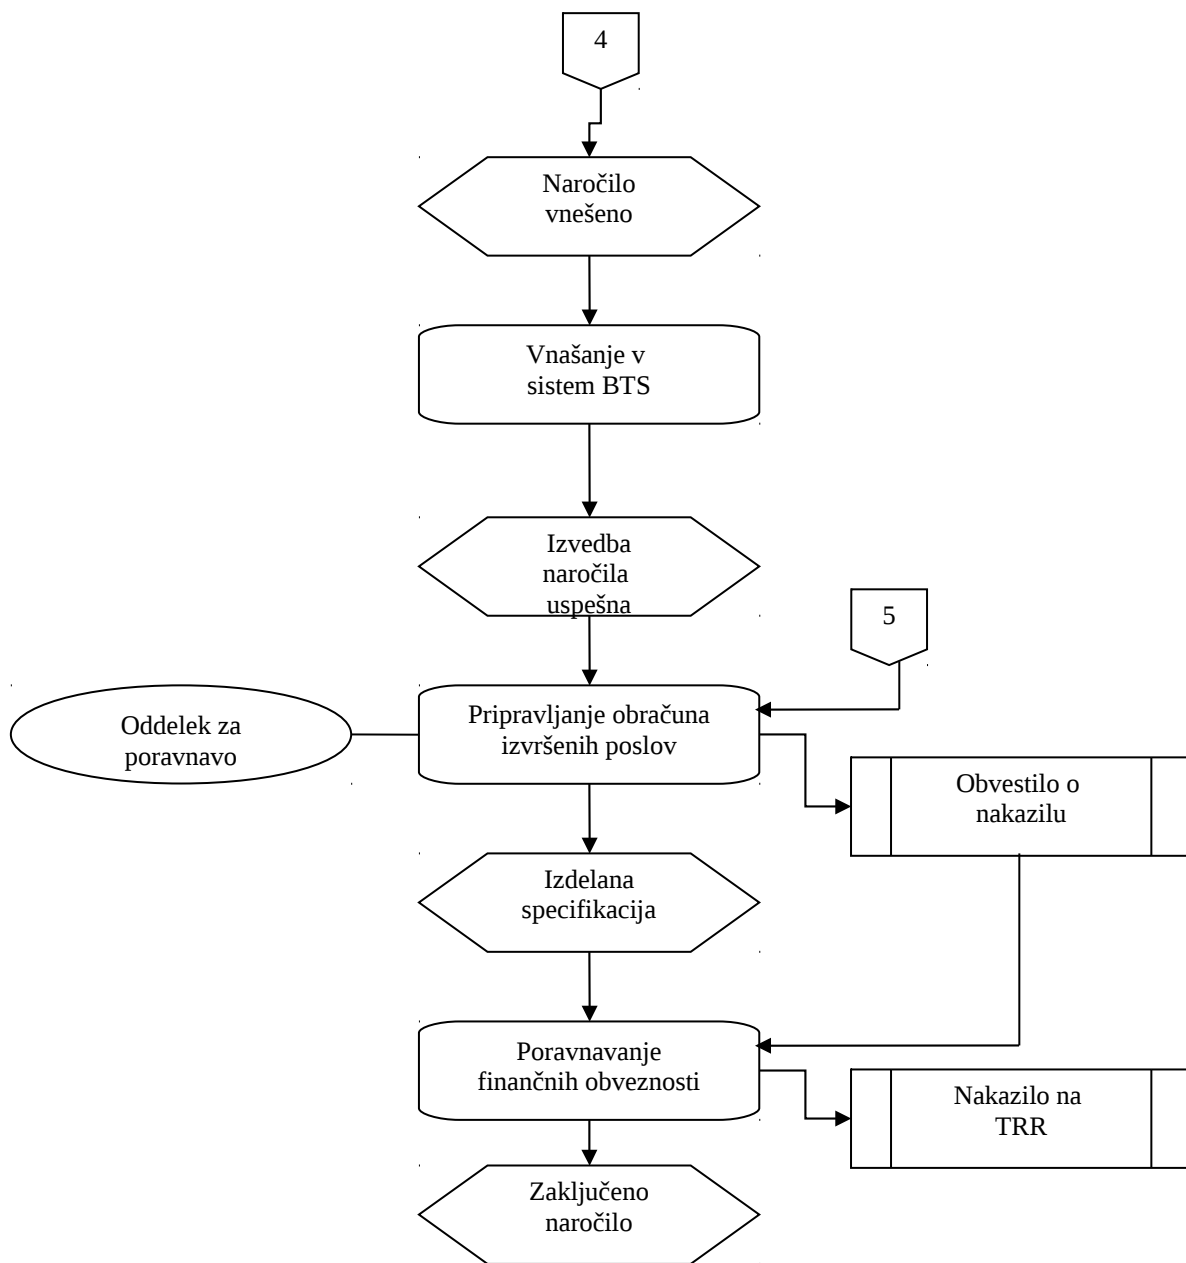 4
Naročilo
vnešeno
Vnašanje v
sistem BTS
Izvedba
naročila
uspešna
5
Oddelek za
poravnavo
Pripravljanje obračuna
izvršenih poslov
Obvestilo o
nakazilu
Izdelana
specifikacija
Poravnavanje
finančnih obveznosti
Nakazilo na
TRR
Zaključeno
naročilo